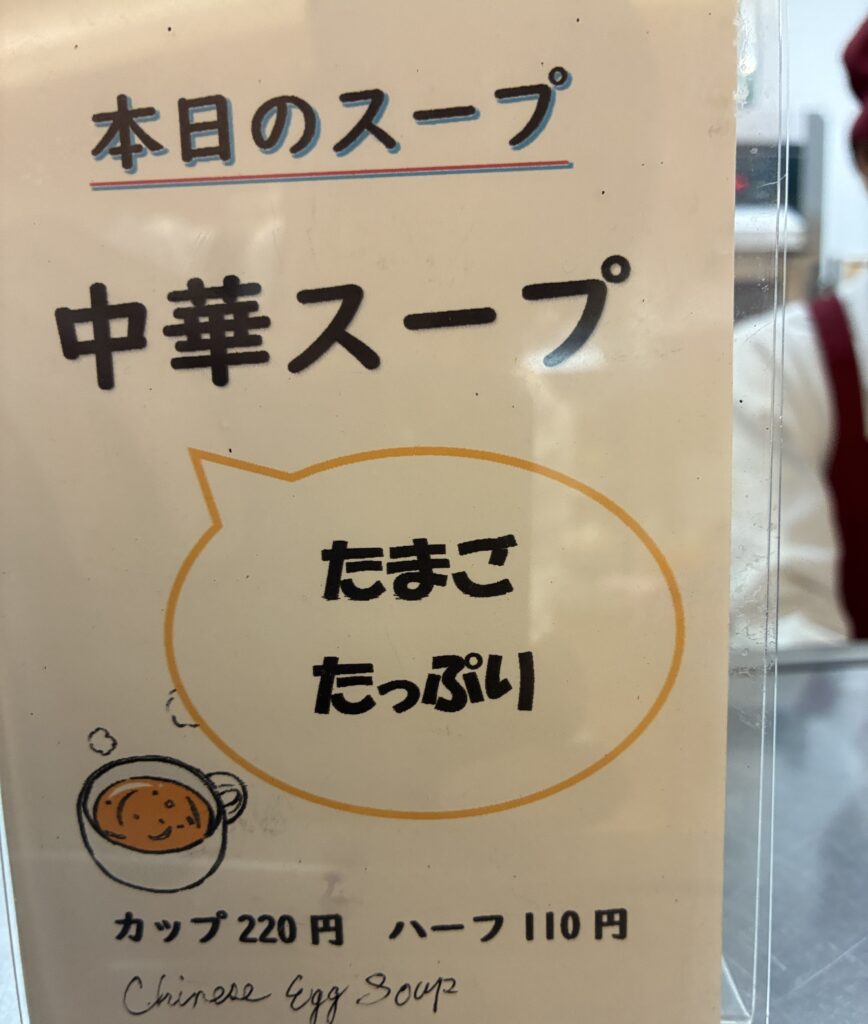 本日のスープ
中華スープ
たまご
たっぷり
カップ 220 円　ハーフ 110 円
Chinese Egg Soup